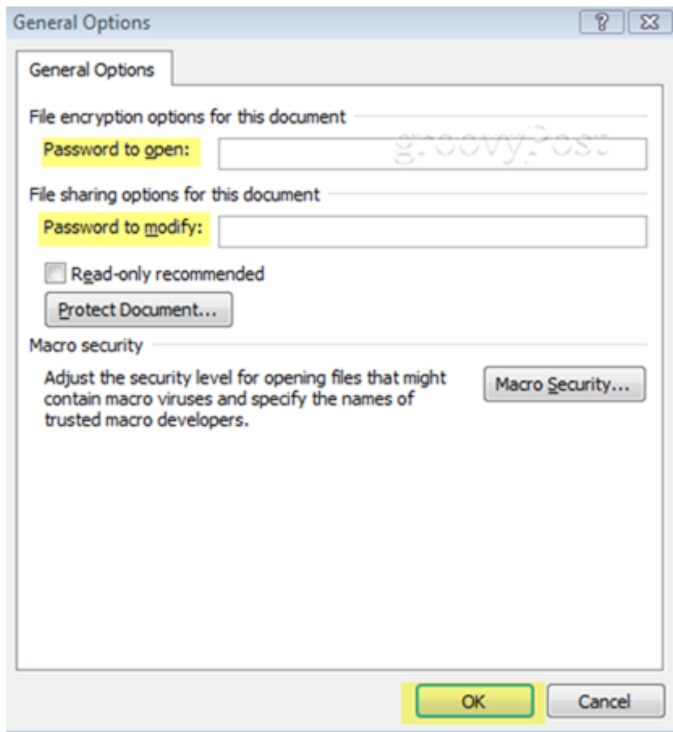 General Options
General Options
File encryption options for this document
Password to open:
groovyPost
File sharing options for this document
Password to modify:
Read-only recommended
Protect Document...
Macro security
Adjust the security level for opening files that might
contain macro viruses and specify the names of
trusted macro developers.
Macro Security...
OK
Cancel